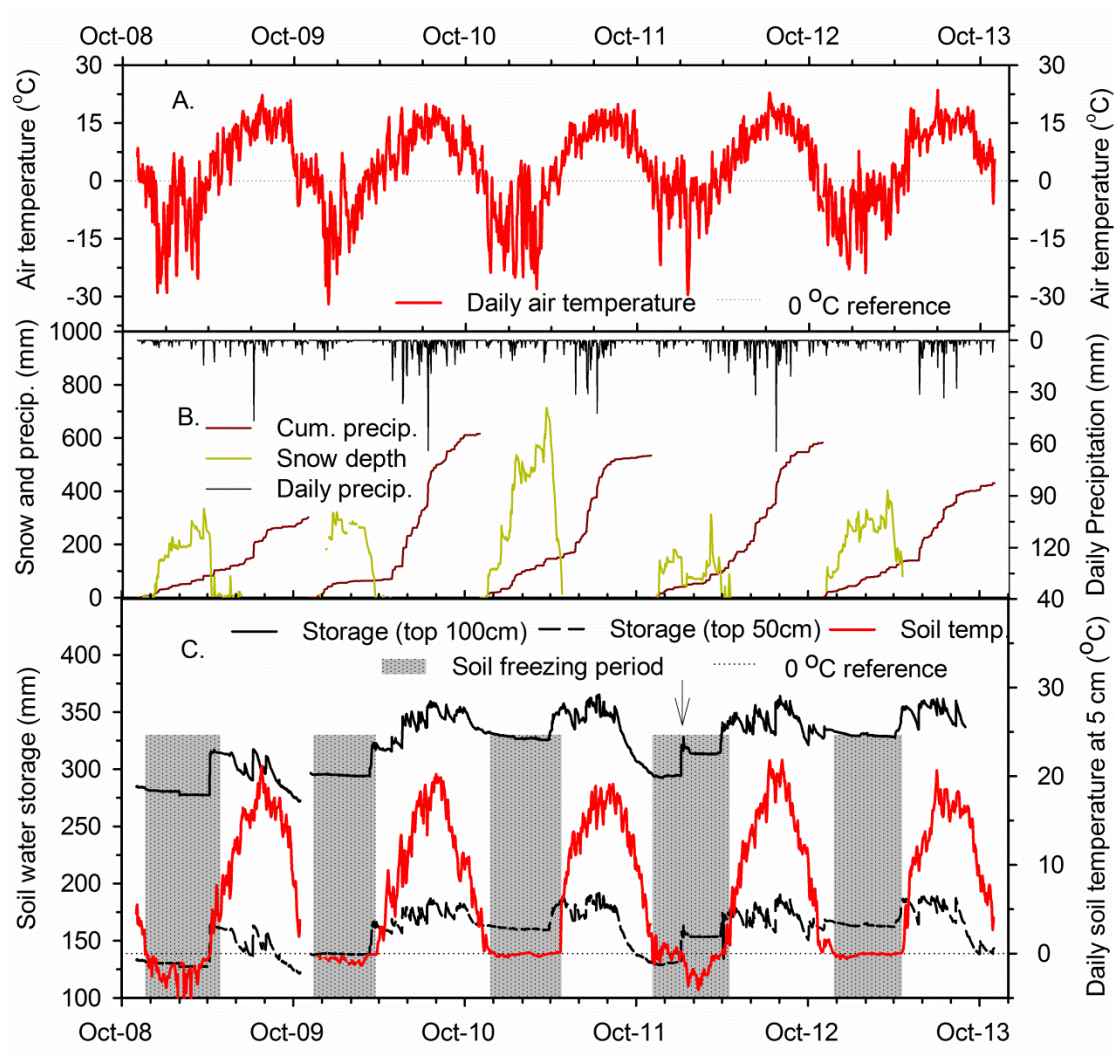 Oct-08 Oct-09 Oct-10 Oct-11 Oct-12 Oct-13
30 30
A.
15 15
0 0
-15 -15
-30 -30
Air temperature (°C)
Air temperature (°C)
Daily air temperature 0 °C reference
1000 0
800 30
600 60
400 90
200 120
0 40
B.
Cum. precip.
Snow depth
Daily precip.
Snow and precip. (mm)
Daily Precipitation (mm)
Storage (top 100cm) Storage (top 50cm) Soil temp.
C.
Soil freezing period 0 °C reference
400
350 30
300 20
250
200 10
150 0
100
Soil water storage (mm)
Daily soil temperature at 5 cm (°C)
Oct-08 Oct-09 Oct-10 Oct-11 Oct-12 Oct-13